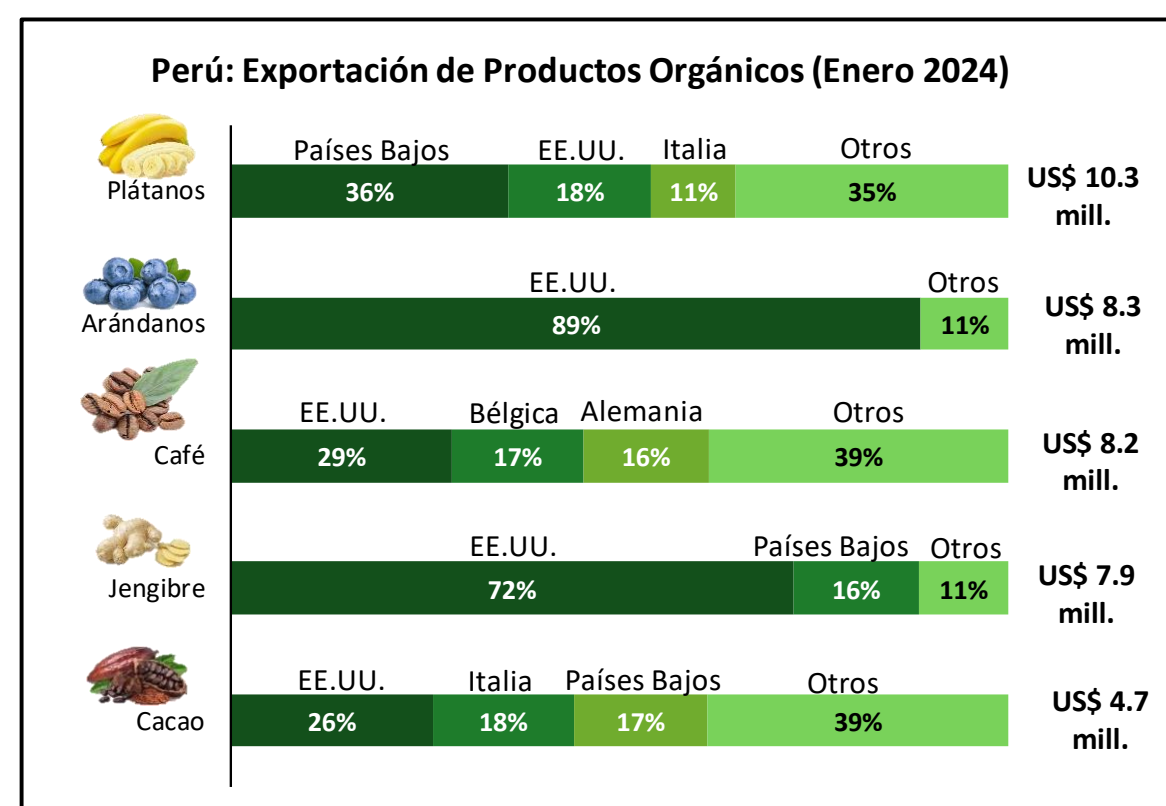 Perú: Exportación de Productos Orgánicos (Enero 2024)
Países Bajos EE.UU. Italia Otros
Plátanos 36% 18% 11% 35% US$ 10.3
mill.
EE.UU. Otros
Arándanos 89% 11% US$ 8.3
mill.
EE.UU. Bélgica Alemania Otros
Café 29% 17% 16% 39% US$ 8.2
mill.
EE.UU. Países Bajos Otros
Jengibre 72% 16% 11% US$ 7.9
mill.
EE.UU. Italia Países Bajos Otros
Cacao 26% 18% 17% 39% US$ 4.7
mill.